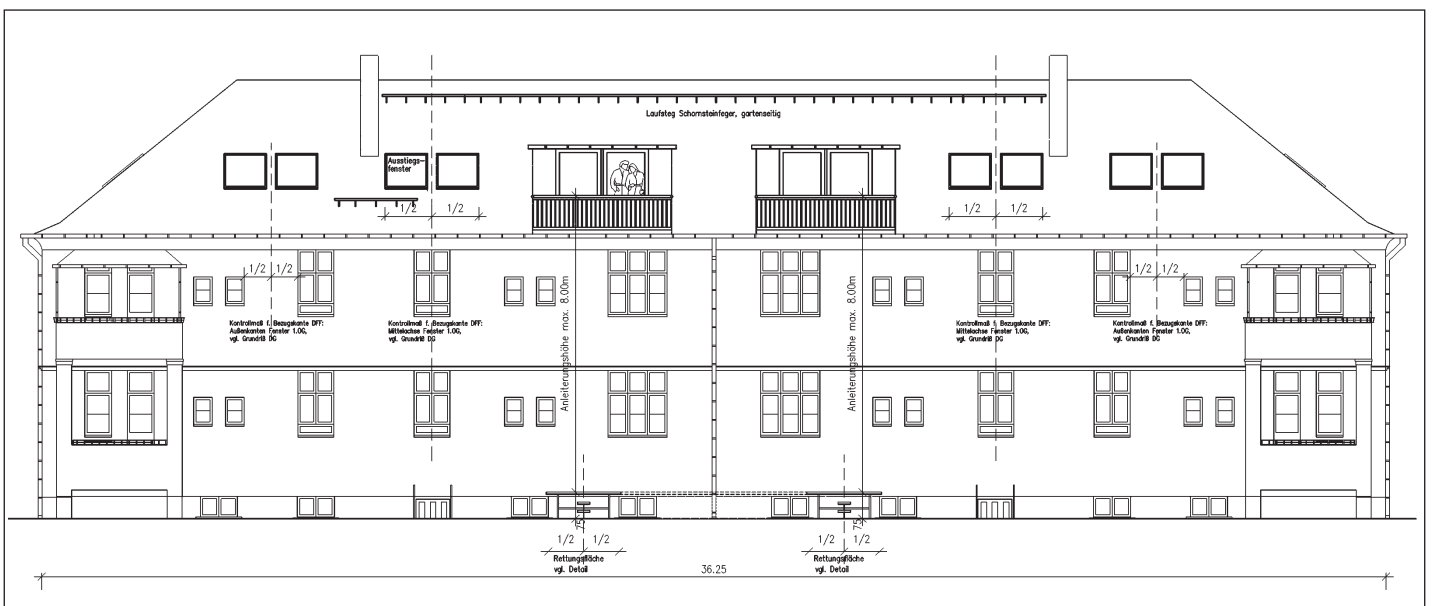 Laufsteg Schornsteinfeger, gartenseitig
Ausstiegs-
fenster
1/2 1/2
1/2 1/2
1/2 1/2
1/2 1/2
Kontrollmaß f. Bezugskante DFF:
Außenkanten Fenster 1.OG,
vgl. Grundriß DG
Kontrollmaß f. Bezugskante DFF:
Mittelachse Fenster 1.OG,
vgl. Grundriß DG
Anleiterungshöhe max. 8.00m
Anleiterungshöhe max. 8.00m
Kontrollmaß f. Bezugskante DFF:
Mittelachse Fenster 1.OG,
vgl. Grundriß DG
Kontrollmaß f. Bezugskante DFF:
Außenkanten Fenster 1.OG,
vgl. Grundriß DG
75
75
1/2 1/2
1/2 1/2
Rettungsfläche
vgl. Detail
Rettungsfläche
vgl. Detail
36.25